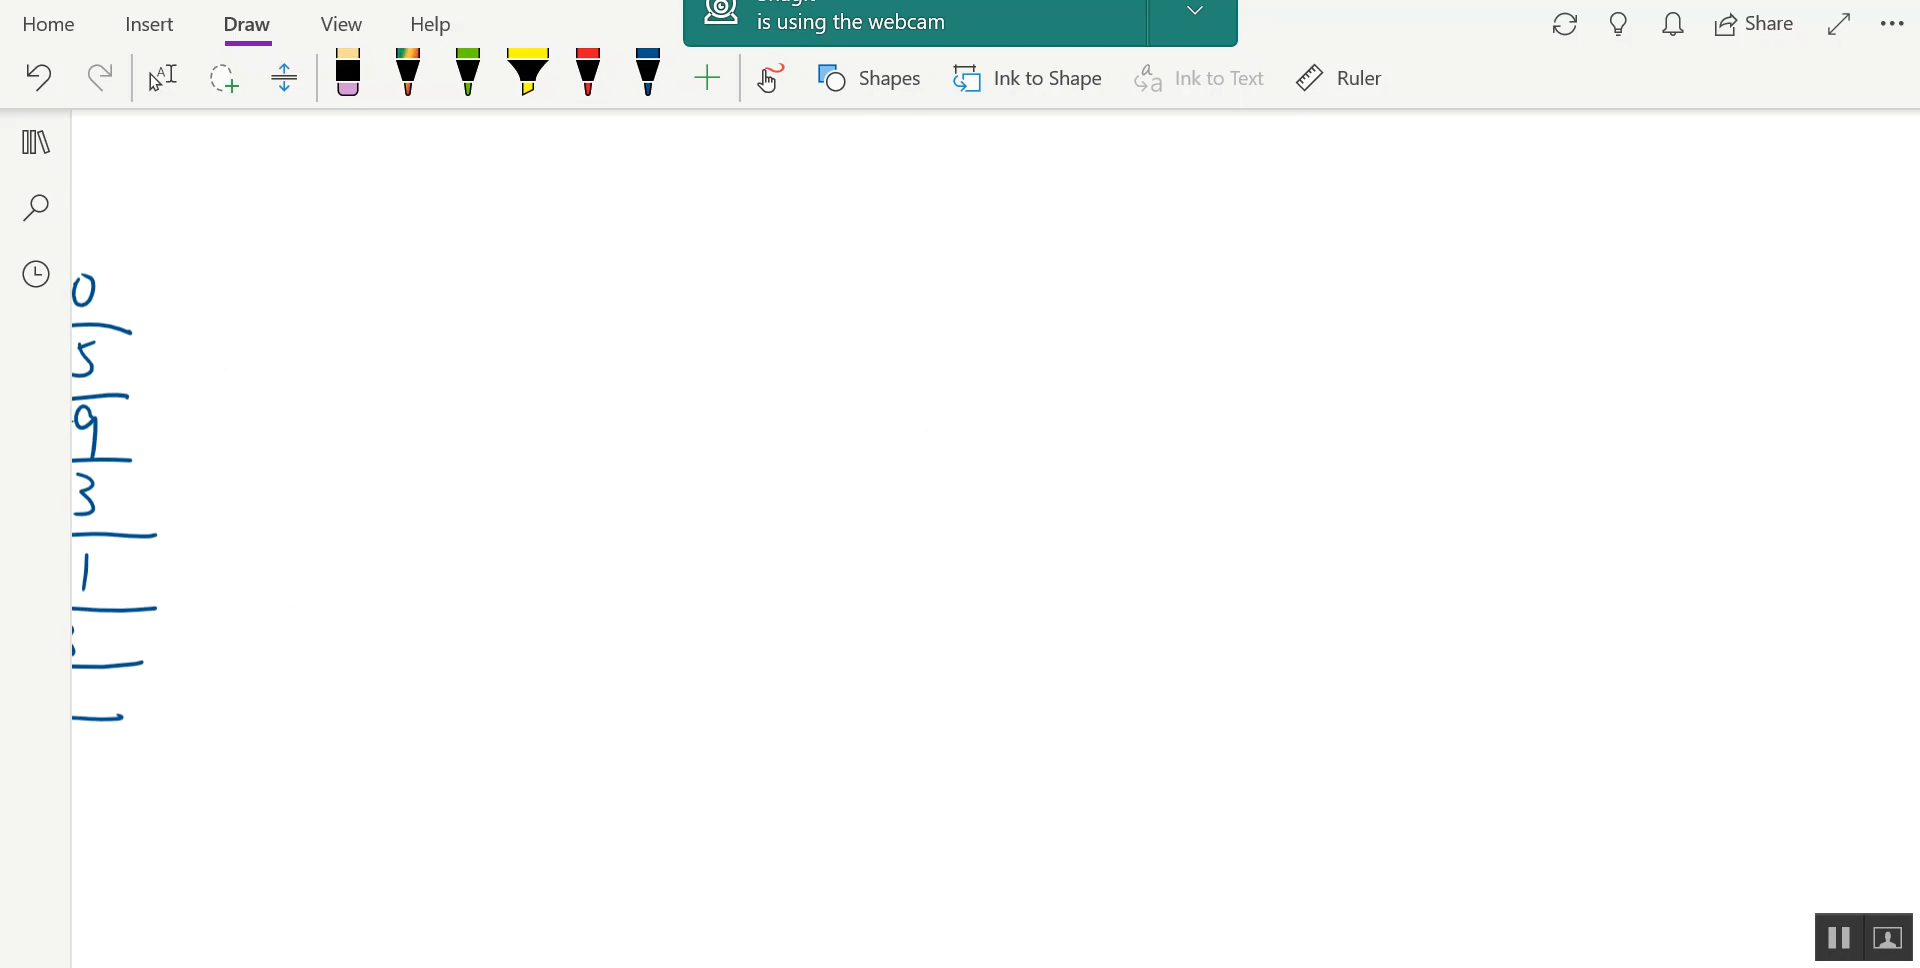 Home Insert Draw View Help
is using the webcam
Share
Shapes Ink to Shape Ink to Text Ruler
0
5
9
3
1